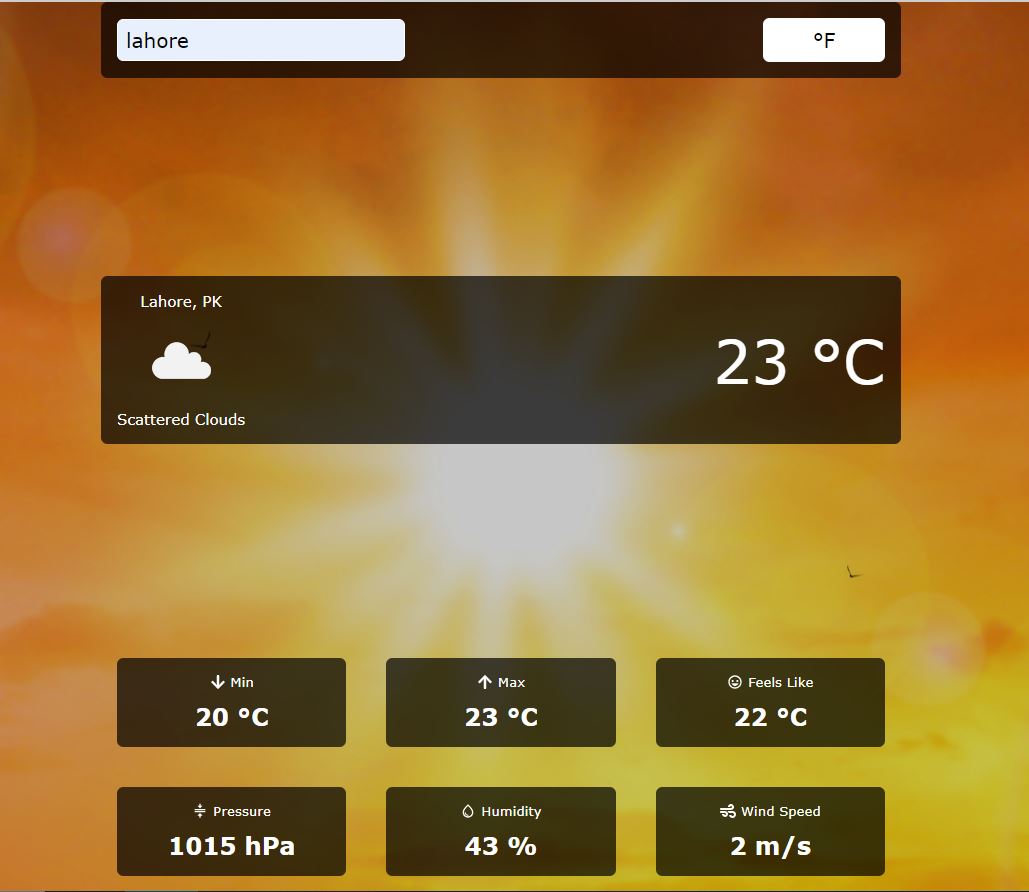 lahore
°F
Lahore, PK
Scattered Clouds
23 °C
Min
20 °C
Max
23 °C
Feels Like
22 °C
Pressure
1015 hPa
Humidity
43 %
Wind Speed
2 m/s